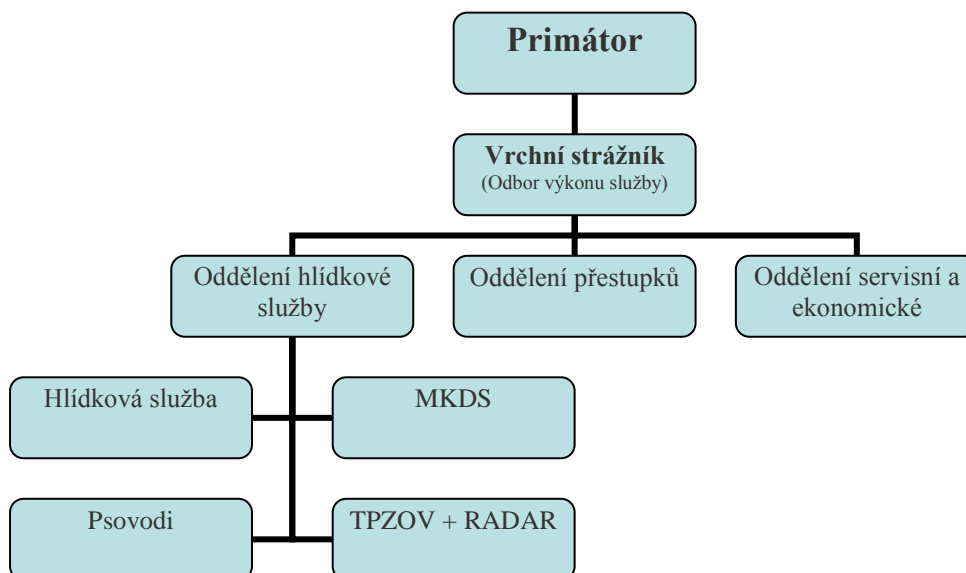 Primátor
Vrchní strážník
(Odbor výkonu služby)
Oddělení hlídkové
služby
Oddělení přestupků
Oddělení servisní a
ekonomické
Hlídková služba
MKDS
Psovodi
TPZOV + RADAR